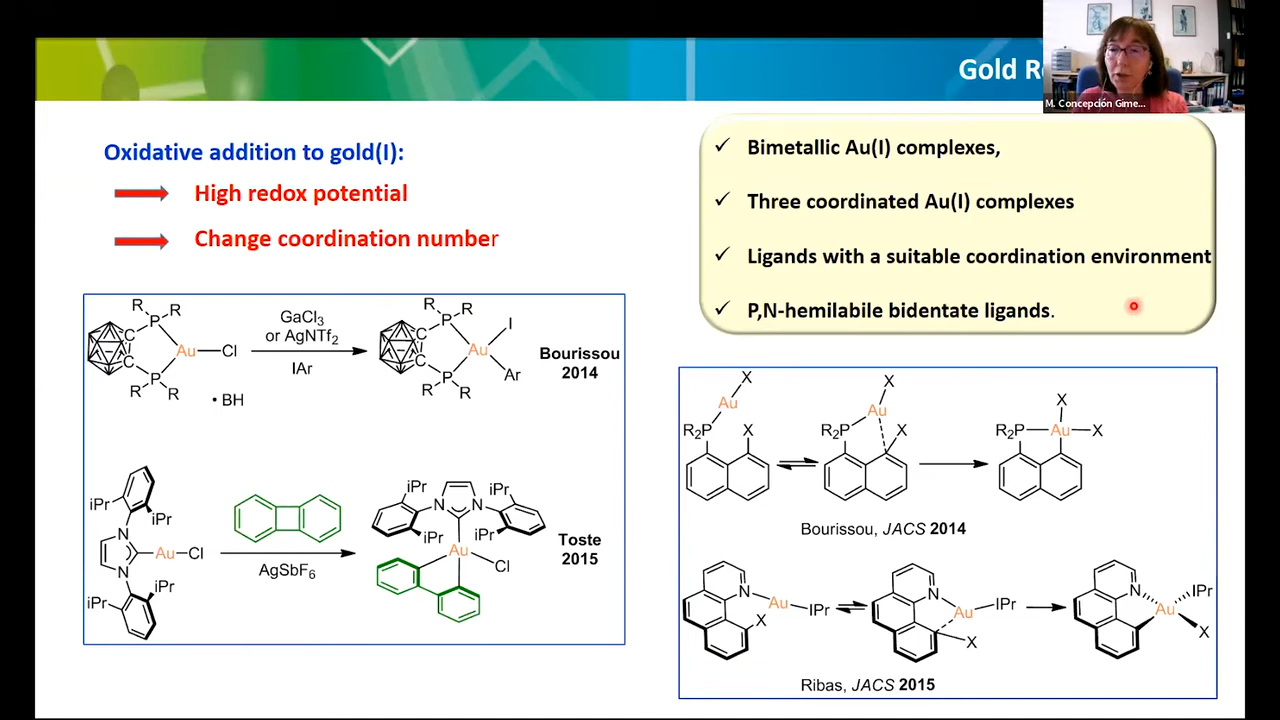 Gold R
M. Concepción Gime...
Oxidative addition to gold(I):
High redox potential
Change coordination number
✓ Bimetallic Au(I) complexes,
✓ Three coordinated Au(I) complexes
✓ Ligands with a suitable coordination environment
✓ P,N-hemilabile bidentate ligands.
R
R
P
Au
Cl
P
R
R
• BH
GaCl3
or AgNTf2
IAr
R
R
P
C
C
Au
I
Ar
P
R
R
Bourissou
2014
iPr
iPr
N
N
Au
Cl
iPr
iPr
AgSbF6
iPr
iPr
N
N
iPr
iPr
Au
Cl
Toste
2015
X
Au
R2P
X
X
Au
R2P
X
X
R2P
Au
X
Bourissou, JACS 2014
N
Au
IPr
X
N
Au
IPr
X
N
Au
IPr
X
Ribas, JACS 2015